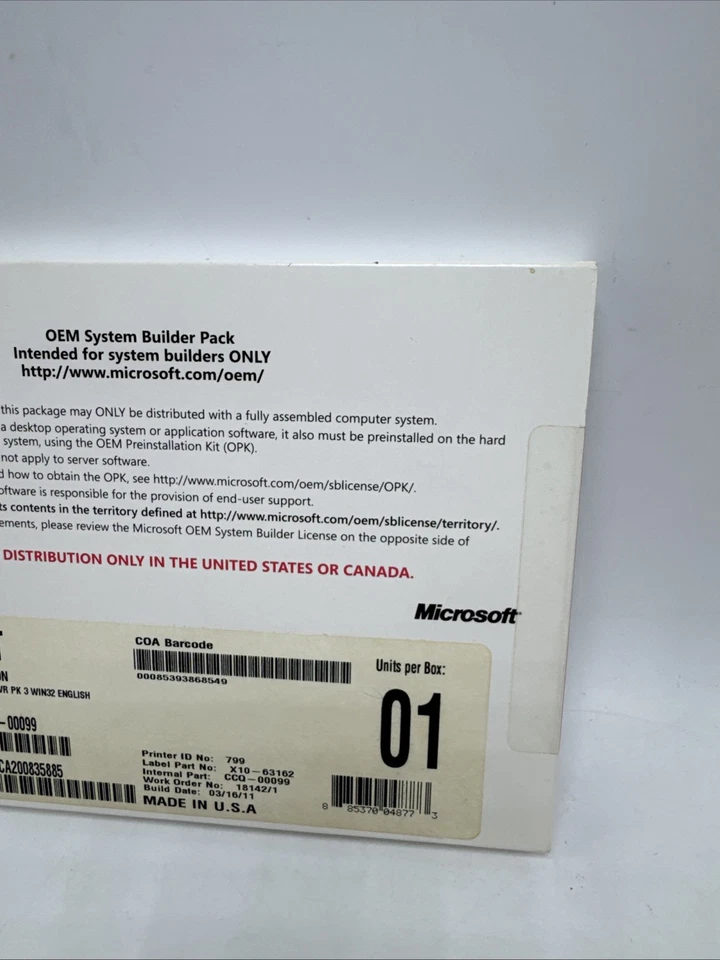 OEM System Builder Pack
Intended for system builders ONLY
http://www.microsoft.com/oem/
this package may ONLY be distributed with a fully assembled computer system.
a desktop operating system or application software, it also must be preinstalled on the hard
system, using the OEM Preinstallation Kit (OPK).
not apply to server software.
how to obtain the OPK, see http://www.microsoft.com/oem/sblicense/OPK/.
is responsible for the provision of end-user support.
contents in the territory defined at http://www.microsoft.com/oem/sblicense/territory/.
please review the Microsoft OEM System Builder License on the opposite side of
DISTRIBUTION ONLY IN THE UNITED STATES OR CANADA.
Microsoft
COA Barcode
00085393868549
Units per Box:
01
PK 3 WIN32 ENGLISH
-00099
CA200835885
Printer ID No: 799
Label Part No: X10-63162
Internal Part: CCQ-00099
Work Order No: 18142/1
Build Date: 03/16/11
MADE IN U.S.A
8 85370 04877 3